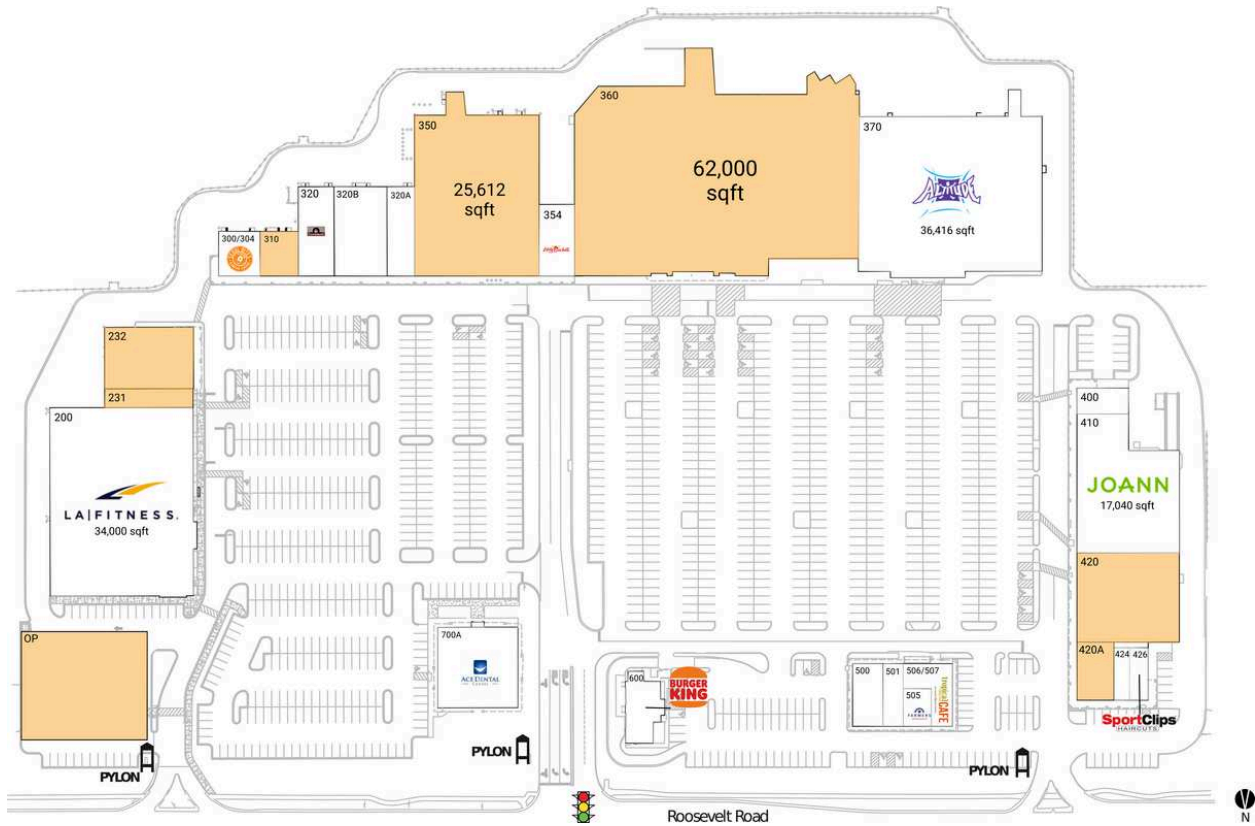 360
350
370
62,000
sqft
25,612
sqft
320
320B
320A
ALTITUDE
354
36,416 sqft
300/304
310
232
231
200
400
410
LA|FITNESS.
34,000 sqft
JOANN
17,040 sqft
420
OP
700A
ACE DENTAL
420A
424
426
600
BURGER
KING
500
501
506/507
505
FARMERS
tropical
CAFE
SportClips
HAIRCUTS
PYLON
PYLON
PYLON
Roosevelt Road
N